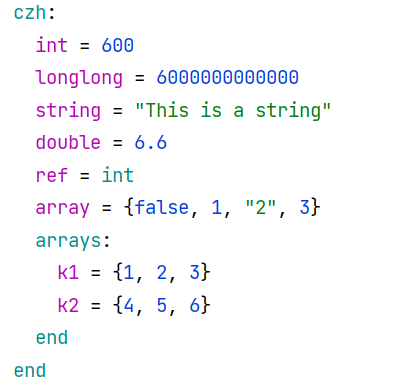 czh:
  int = 600
  longlong = 6000000000000
  string = "This is a string"
  double = 6.6
  ref = int
  array = {false, 1, "2", 3}
  arrays:
    k1 = {1, 2, 3}
    k2 = {4, 5, 6}
  end
end